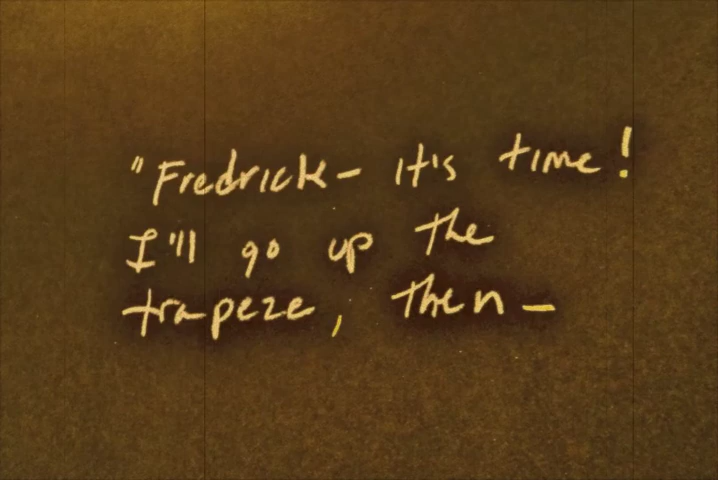 "Fredrick- it's time!
I'll go up the
trapeze, then-